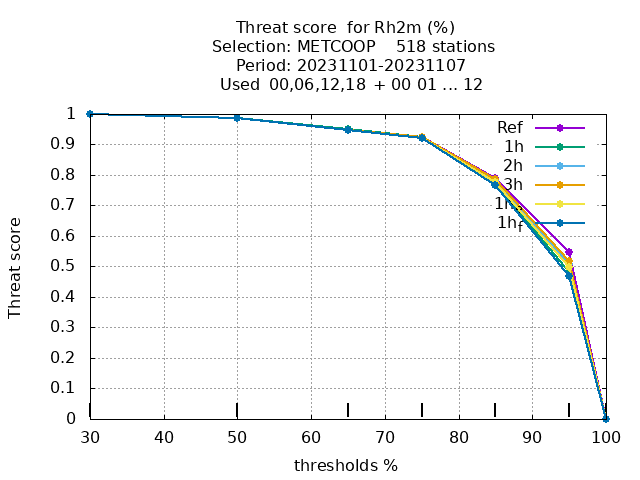 Threat score for Rh2m (%)
Selection: METCOOP 518 stations
Period: 20231101-20231107
Used 00,06,12,18 + 00 01 ... 12
Threat score
1
0.9
0.8
0.7
0.6
0.5
0.4
0.3
0.2
0.1
0
Ref
1h
2h
3h
1h
1hf
30 40 50 60 70 80 90 100
thresholds %